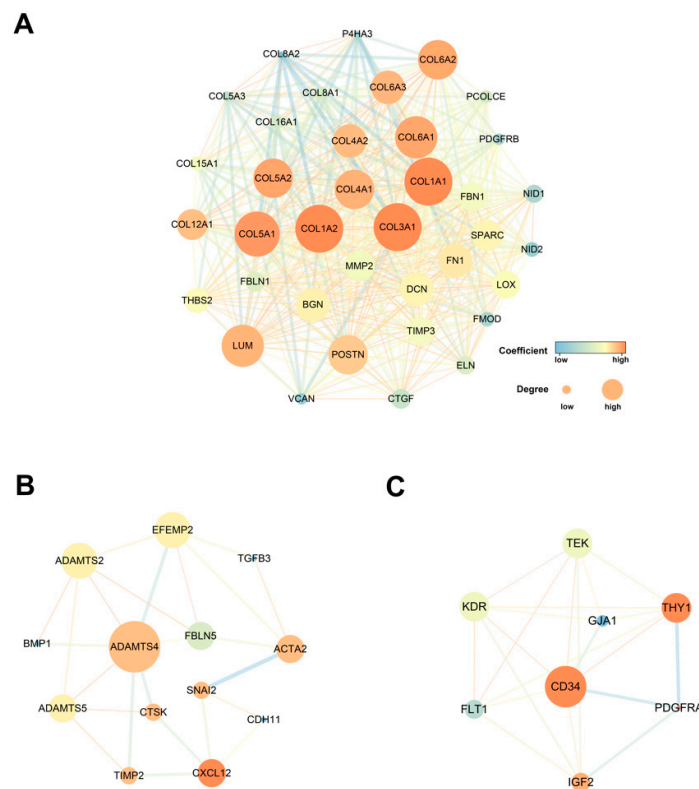 A
P4HA3
COL8A2
COL6A2
COL5A3
COL8A1
COL6A3
PCOLCE
COL16A1
COL4A2
COL6A1
PDGFRB
COL15A1
COL5A2
COL4A1
COL1A1
FBN1
NID1
COL12A1
COL5A1
COL1A2
COL3A1
SPARC
NID2
MMP2
FN1
FBLN1
DCN
LOX
THBS2
BGN
FMOD
TIMP3
LUM
POSTN
ELN
VCAN
CTGF
Coefficient
low high
Degree
low high
B
EFEMP2
ADAMTS2
TGFB3
BMP1
ADAMTS4
FBLN5
ACTA2
SNAI2
ADAMTS5
CTSK
CDH11
TIMP2
CXCL12
C
TEK
KDR
THY1
GJA1
CD34
FLT1
PDGFRA
IGF2